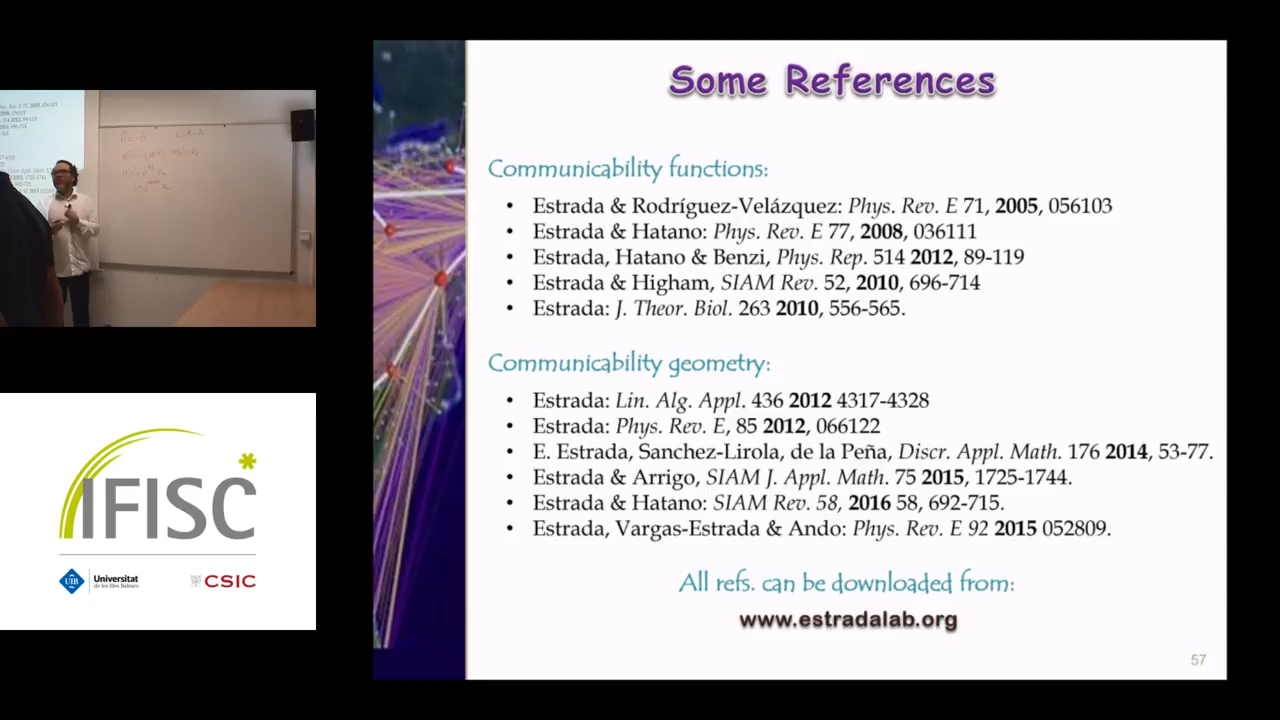 Some References
Communicability functions:
• Estrada & Rodríguez-Velázquez: Phys. Rev. E 71, 2005, 056103
• Estrada & Hatano: Phys. Rev. E 77, 2008, 036111
• Estrada, Hatano & Benzi, Phys. Rep. 514 2012, 89-119
• Estrada & Higham, SIAM Rev. 52, 2010, 696-714
• Estrada: J. Theor. Biol. 263 2010, 556-565.
Communicability geometry:
• Estrada: Lin. Alg. Appl. 436 2012 4317-4328
• Estrada: Phys. Rev. E, 85 2012, 066122
• E. Estrada, Sanchez-Lirola, de la Peña, Discr. Appl. Math. 176 2014, 53-77.
• Estrada & Arrigo, SIAM J. Appl. Math. 75 2015, 1725-1744.
• Estrada & Hatano: SIAM Rev. 58, 2016 58, 692-715.
• Estrada, Vargas-Estrada & Ando: Phys. Rev. E 92 2015 052809.
All refs. can be downloaded from:
www.estradalab.org
57
IFISC
UIB
Universitat
de les Illes Balears
CSIC